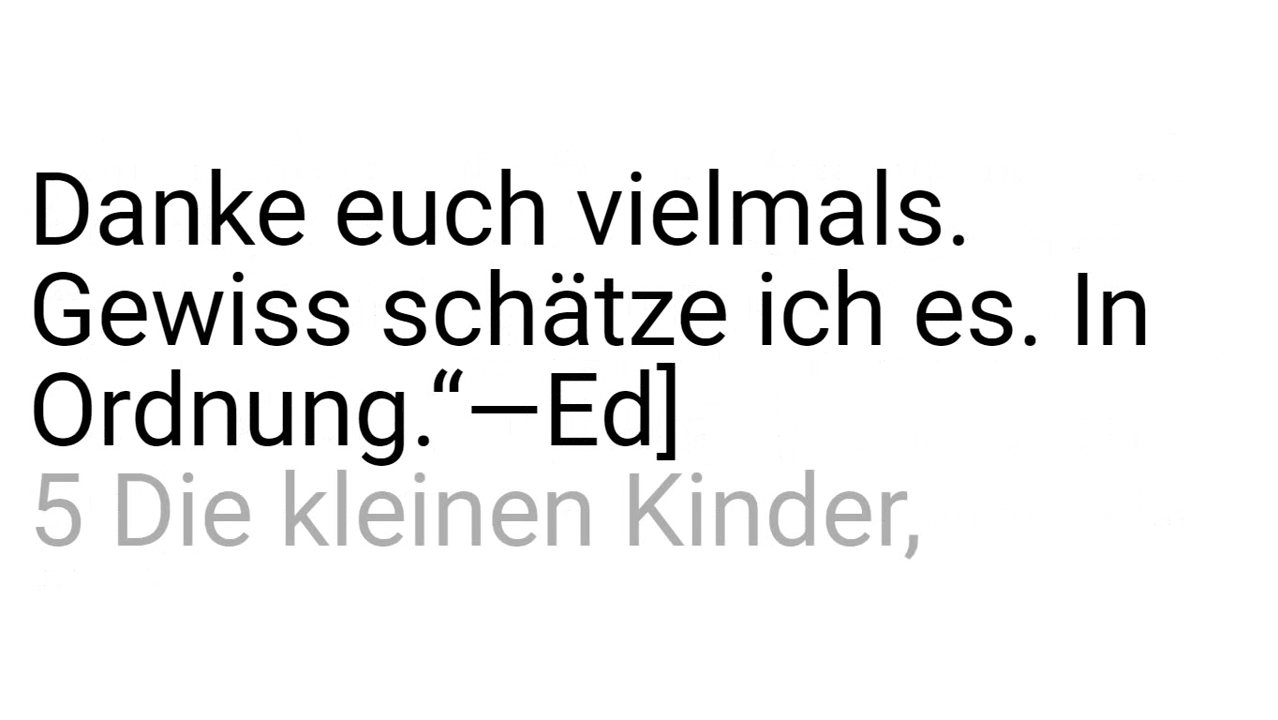 Danke euch vielmals.
Gewiss schätze ich es. In
Ordnung.“—Ed]
5 Die kleinen Kinder,